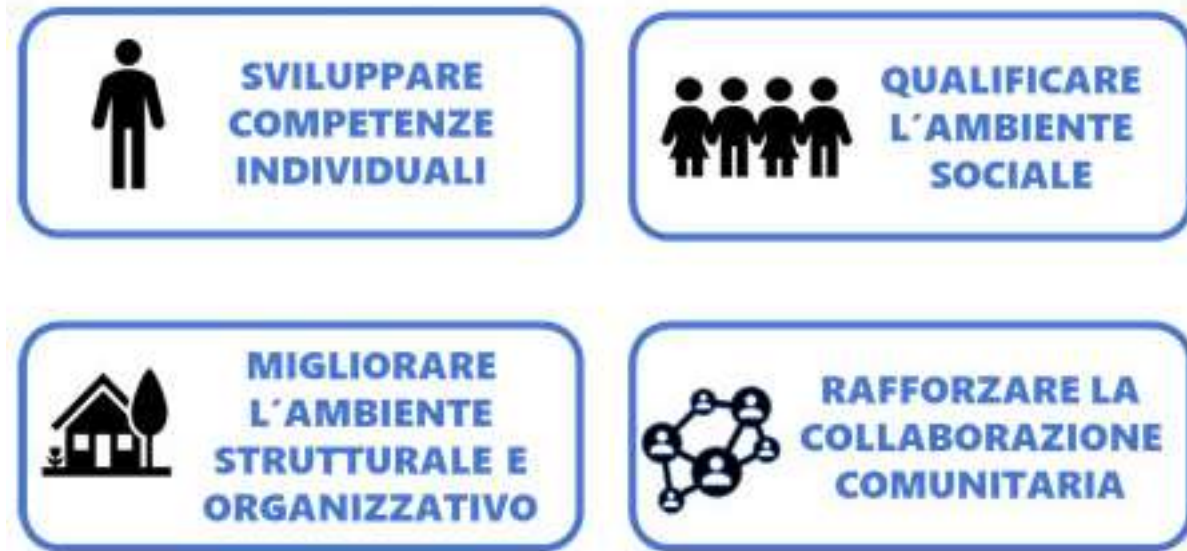 SVILUPPARE
COMPETENZE
INDIVIDUALI
QUALIFICARE
L´AMBIENTE
SOCIALE
MIGLIORARE
L´AMBIENTE
STRUTTURALE E
ORGANIZZATIVO
RAFFORZARE LA
COLLABORAZIONE
COMUNITARIA